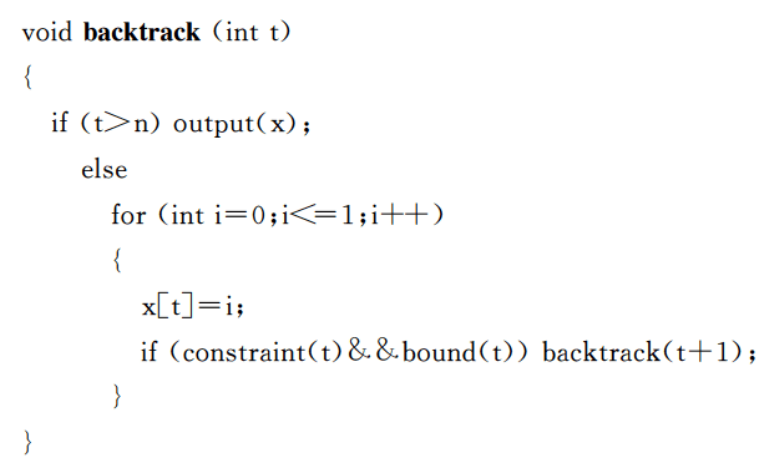 void backtrack (int t)
{
if (t>n) output(x);
else
for (int i=0;i<=1;i++)
{
x[t]=i;
if (constraint(t)&&bound(t)) backtrack(t+1);
}
}